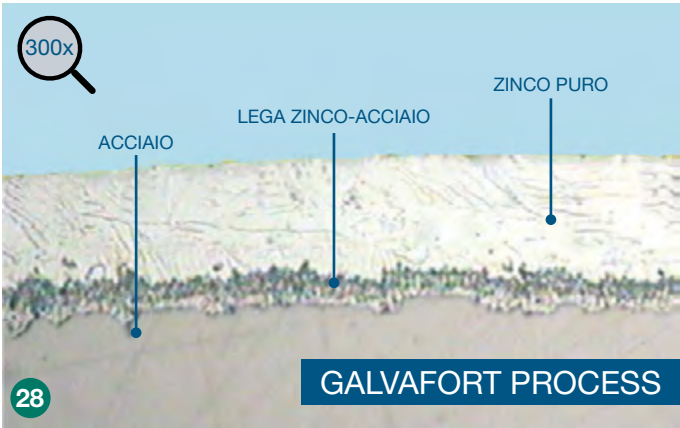 300x
ZINCO PURO
LEGA ZINCO-ACCIAIO
ACCIAIO
GALVAFORT PROCESS
28